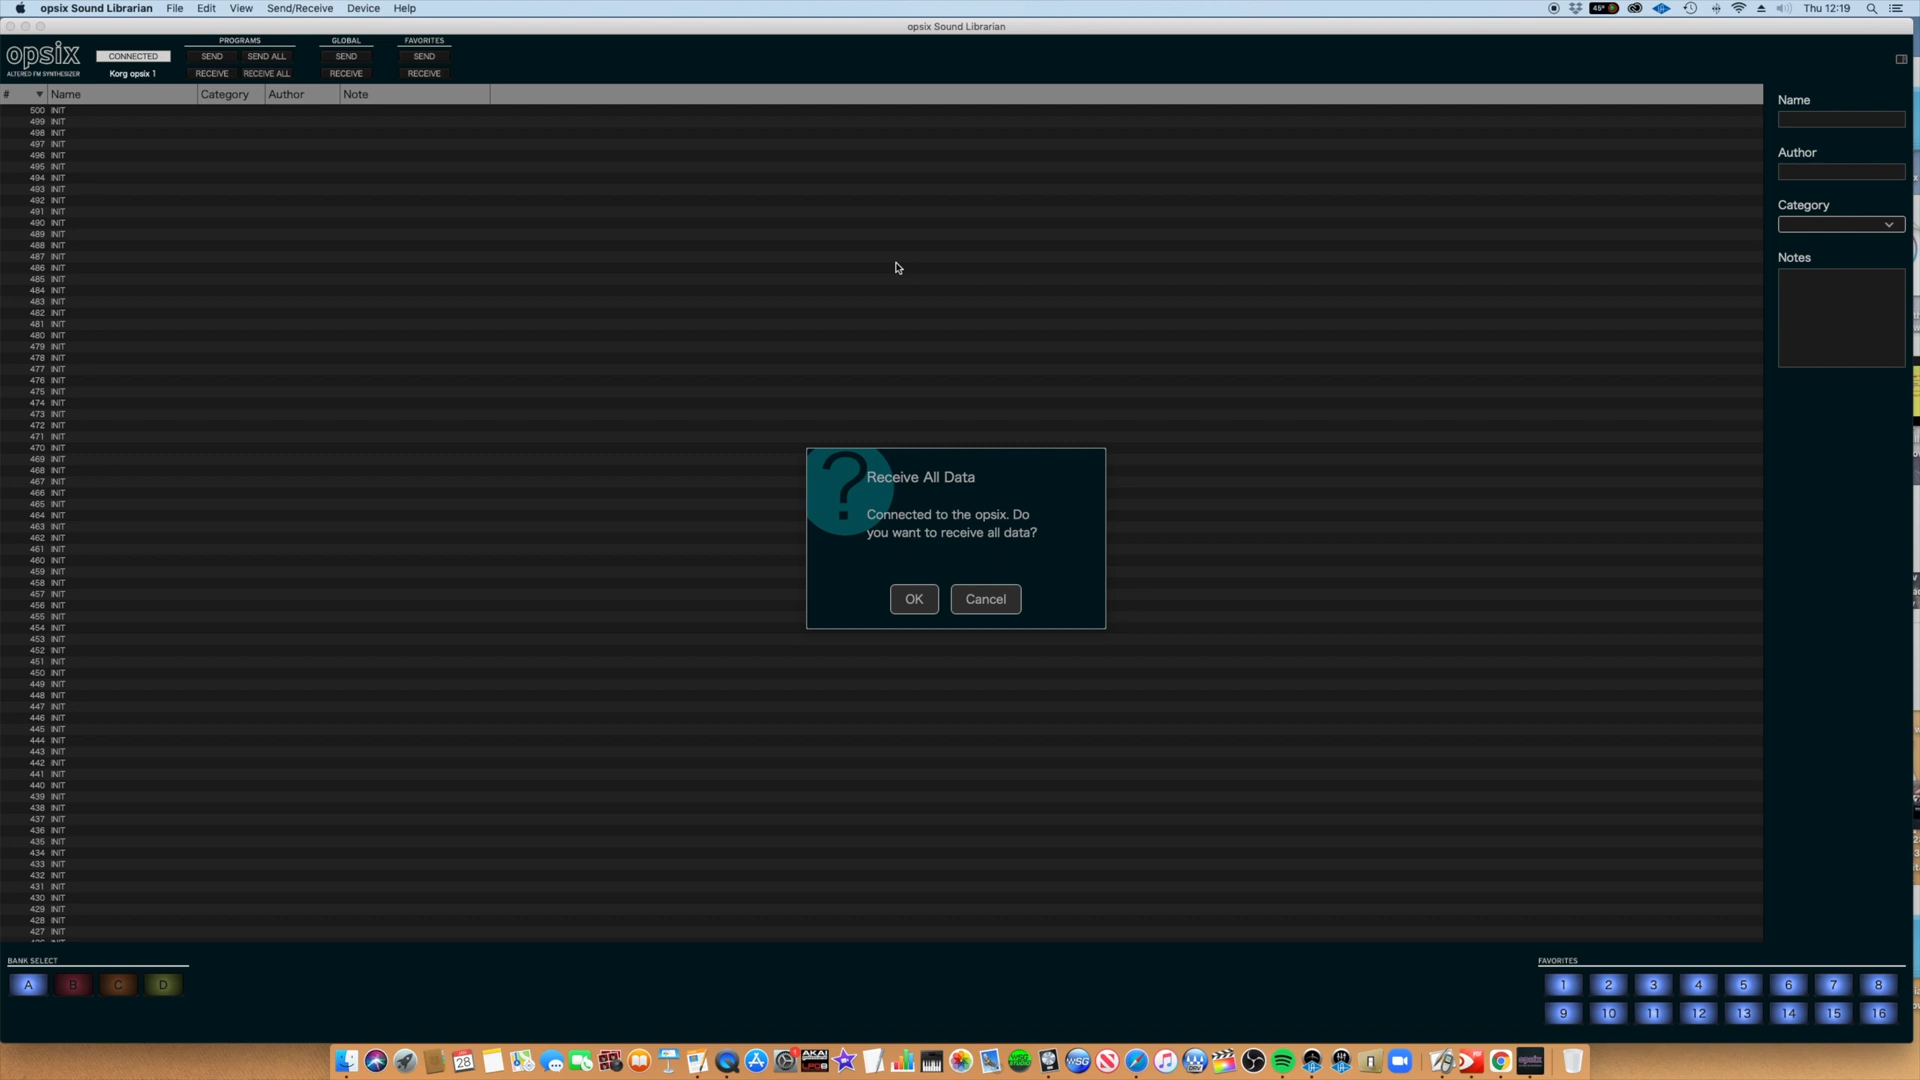 opsix Sound Librarian File Edit View Send/Receive Device Help 45° Thu 12:19
opsix Sound Librarian
opsix
ALTERED FM SYNTHESIZER
CONNECTED
Korg opsix 1
PROGRAMS
SEND SEND ALL
RECEIVE RECEIVE ALL
GLOBAL
SEND
RECEIVE
FAVORITES
SEND
RECEIVE
# Name Category Author Note
500 INIT
499 INIT
498 INIT
497 INIT
496 INIT
495 INIT
494 INIT
493 INIT
492 INIT
491 INIT
490 INIT
489 INIT
488 INIT
487 INIT
486 INIT
485 INIT
484 INIT
483 INIT
482 INIT
481 INIT
480 INIT
479 INIT
478 INIT
477 INIT
476 INIT
475 INIT
474 INIT
473 INIT
472 INIT
471 INIT
470 INIT
469 INIT
468 INIT
467 INIT
466 INIT
465 INIT
464 INIT
463 INIT
462 INIT
461 INIT
460 INIT
459 INIT
458 INIT
457 INIT
456 INIT
455 INIT
454 INIT
453 INIT
452 INIT
451 INIT
450 INIT
449 INIT
448 INIT
447 INIT
446 INIT
445 INIT
444 INIT
443 INIT
442 INIT
441 INIT
440 INIT
439 INIT
438 INIT
437 INIT
436 INIT
435 INIT
434 INIT
433 INIT
432 INIT
431 INIT
430 INIT
429 INIT
428 INIT
427 INIT
?
Receive All Data
Connected to the opsix. Do
you want to receive all data?
OK Cancel
Name
Author
Category
Notes
BANK SELECT
A B C D
FAVORITES
1 2 3 4 5 6 7 8
9 10 11 12 13 14 15 16
28
AKAI
WSG
opsix